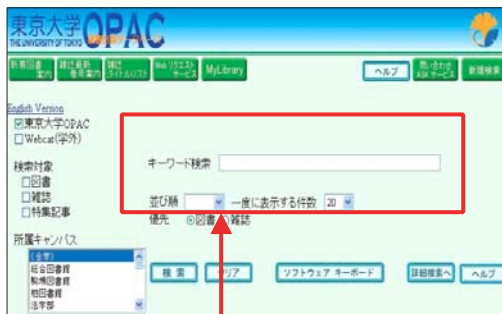 東京大学OPAC
THE UNIVERSITY OF TOKYO
新着図書案内
雑誌最新巻号案内
雑誌タイトルリスト
Web リクエストサービス
MyLibrary
ヘルプ
問い合わせ ASK サービス
新規検索
English Version
東京大学OPAC
Webcat(学外)
検索対象
図書
雑誌
特集記事
キーワード検索
並び順
一度に表示する件数 20
優先 図書 雑誌
所属キャンパス
(全学)
総合図書館
駒場図書館
柏図書館
法学部
検索
クリア
ソフトウェア キーボード
詳細検索へ
ヘルプ